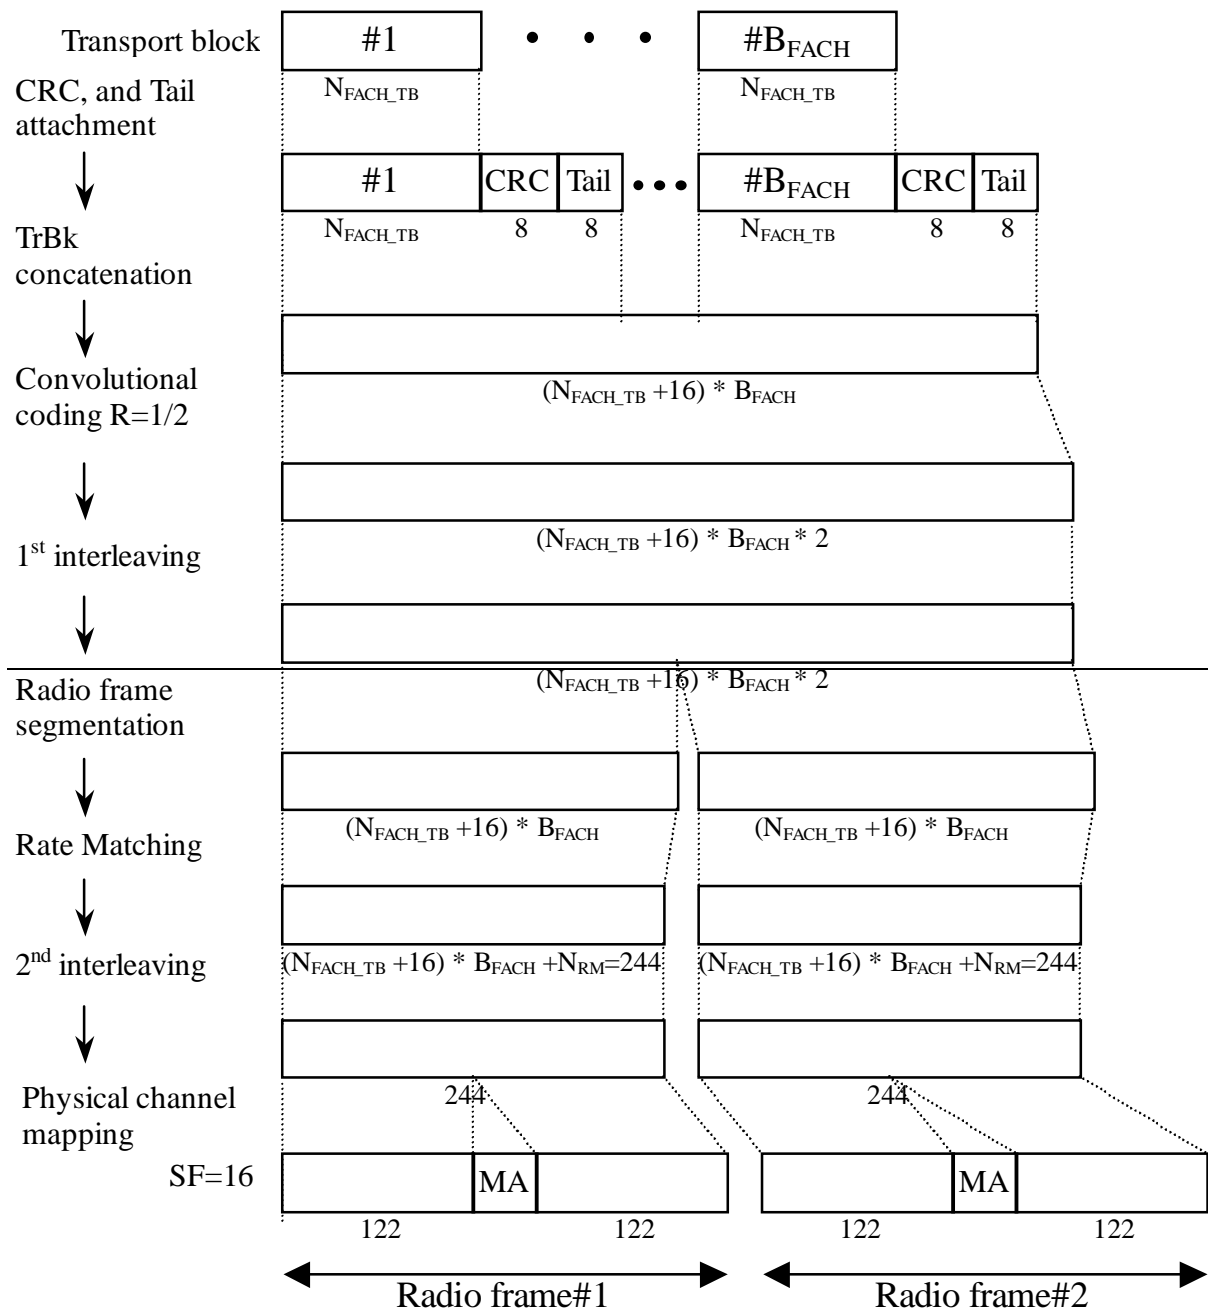 Transport block #1 • • • #B_FACH
N_FACH_TB N_FACH_TB
CRC, and Tail
attachment
#1 CRC Tail ••• #B_FACH CRC Tail
N_FACH_TB 8 8 N_FACH_TB 8 8
TrBk
concatenation
Convolutional
coding R=1/2
(N_FACH_TB +16) * B_FACH
(N_FACH_TB +16) * B_FACH * 2
1st interleaving
(N_FACH_TB +16) * B_FACH * 2
Radio frame
segmentation
(N_FACH_TB +16) * B_FACH (N_FACH_TB +16) * B_FACH
Rate Matching
2nd interleaving (N_FACH_TB +16) * B_FACH +N_RM=244 (N_FACH_TB +16) * B_FACH +N_RM=244
244 244
Physical channel
mapping
SF=16 MA MA
122 122 122 122
Radio frame#1 Radio frame#2